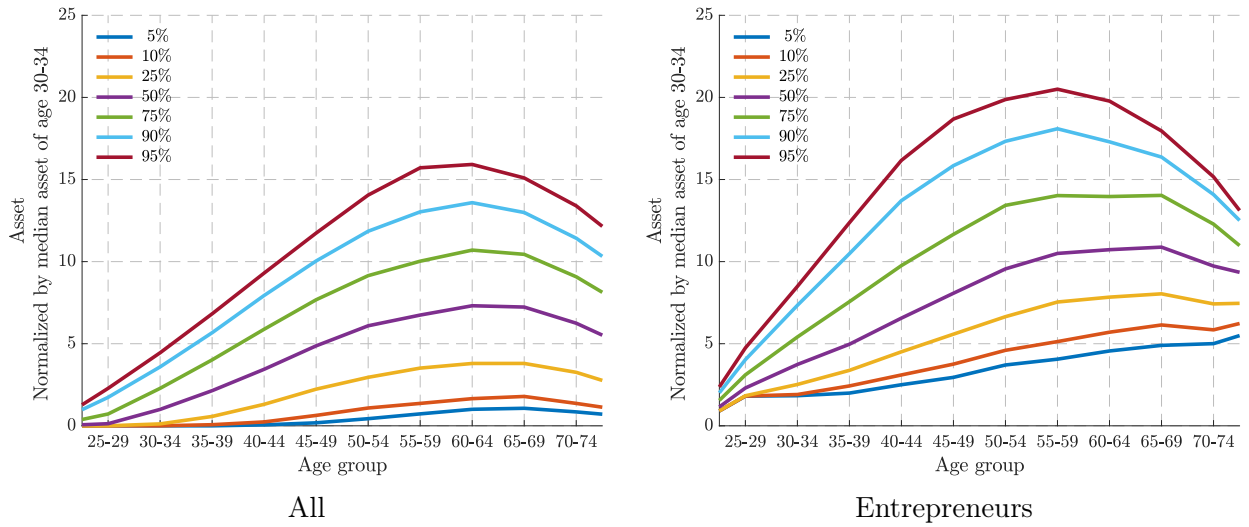 25
20
15
10
5
0
Asset
Normalized by median asset of age 30-34
5%
10%
25%
50%
75%
90%
95%
25-29 30-34 35-39 40-44 45-49 50-54 55-59 60-64 65-69 70-74
Age group
All
25
20
15
10
5
0
Asset
Normalized by median asset of age 30-34
5%
10%
25%
50%
75%
90%
95%
25-29 30-34 35-39 40-44 45-49 50-54 55-59 60-64 65-69 70-74
Age group
Entrepreneurs